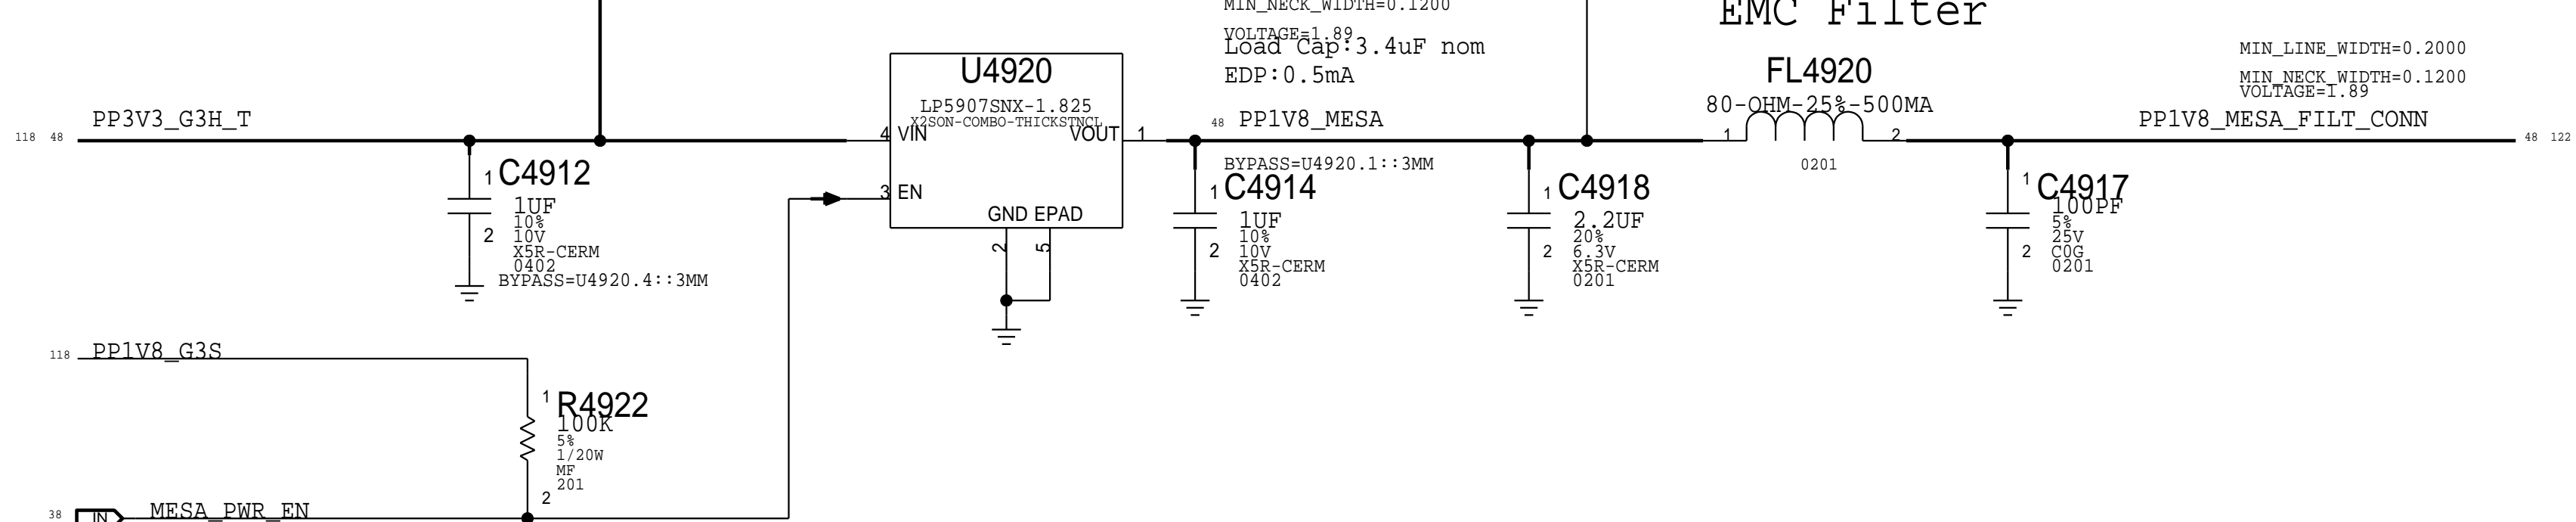 MIN_NECK_WIDTH=0.1200
EMC Filter
VOLTAGE=1.89
Load Cap:3.4uF nom
EDP:0.5mA
MIN_LINE_WIDTH=0.2000
MIN_NECK_WIDTH=0.1200
VOLTAGE=1.89
U4920
LP5907SNX-1.825
X2SON-COMBO-THICKSTNCL
FL4920
80-OHM-25%-500MA
118 48
PP3V3_G3H_T
4 VIN
VOUT 1
48 PP1V8_MESA
1
2
0201
PP1V8_MESA_FILT_CONN
48 122
BYPASS=U4920.1::3MM
3 EN
GND EPAD
2
5
1 C4912
1UF
10%
10V
2
X5R-CERM
0402
BYPASS=U4920.4::3MM
1 C4914
1UF
10%
10V
2
X5R-CERM
0402
1 C4918
2.2UF
20%
6.3V
2
X5R-CERM
0201
1 C4917
100PF
5%
25V
2
C0G
0201
118
PP1V8_G3S
1 R4922
100K
5%
1/20W
MF
201
2
38
IN
MESA_PWR_EN